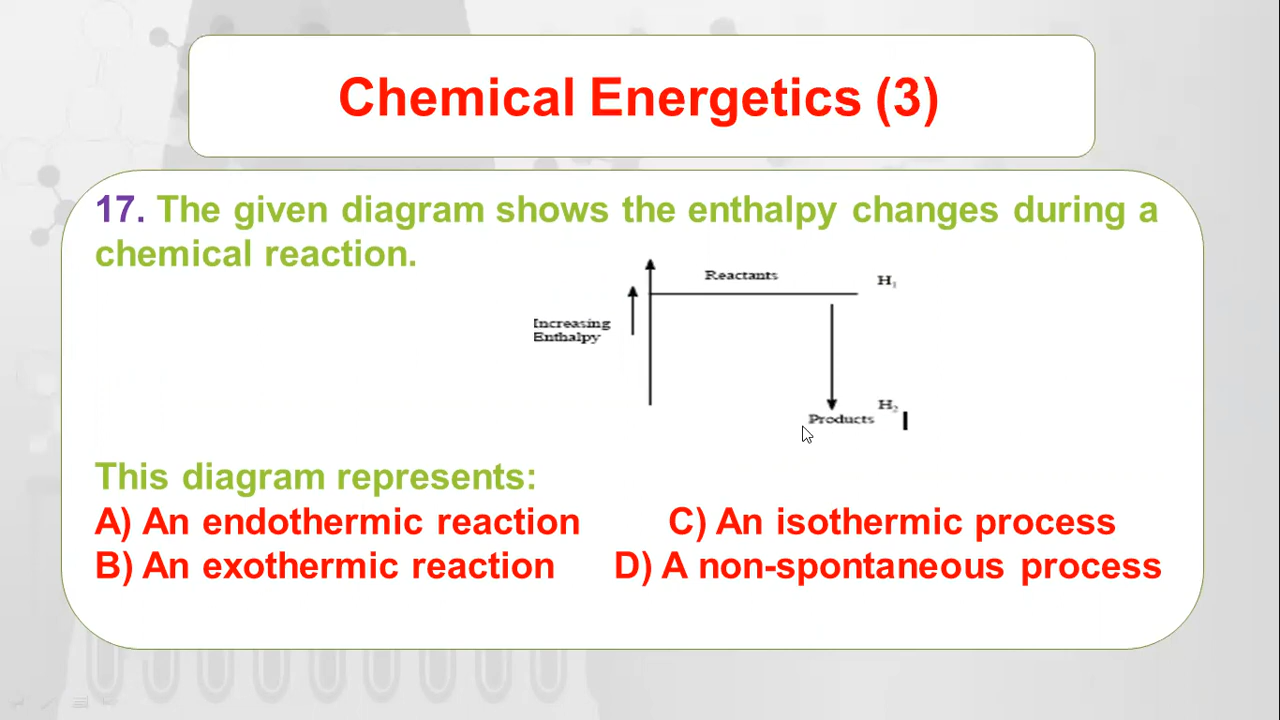 Chemical Energetics (3)
17. The given diagram shows the enthalpy changes during a
chemical reaction.
Reactants
H₁
Increasing
Enthalpy
H₂
Products
This diagram represents:
A) An endothermic reaction C) An isothermic process
B) An exothermic reaction D) A non-spontaneous process